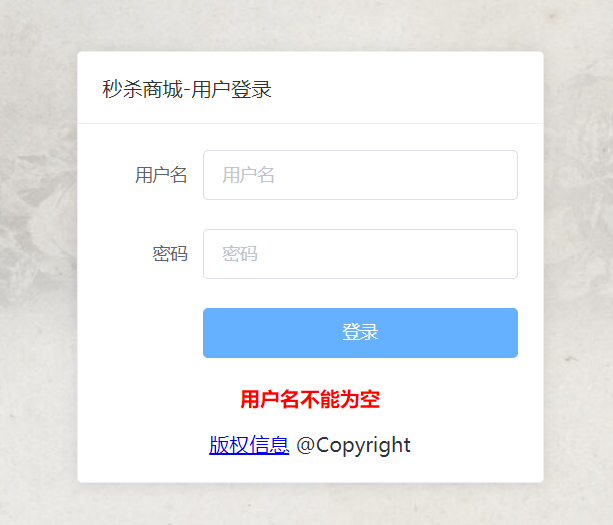 秒杀商城-用户登录
用户名 用户名
密码 密码
登录
用户名不能为空
版权信息 @Copyright